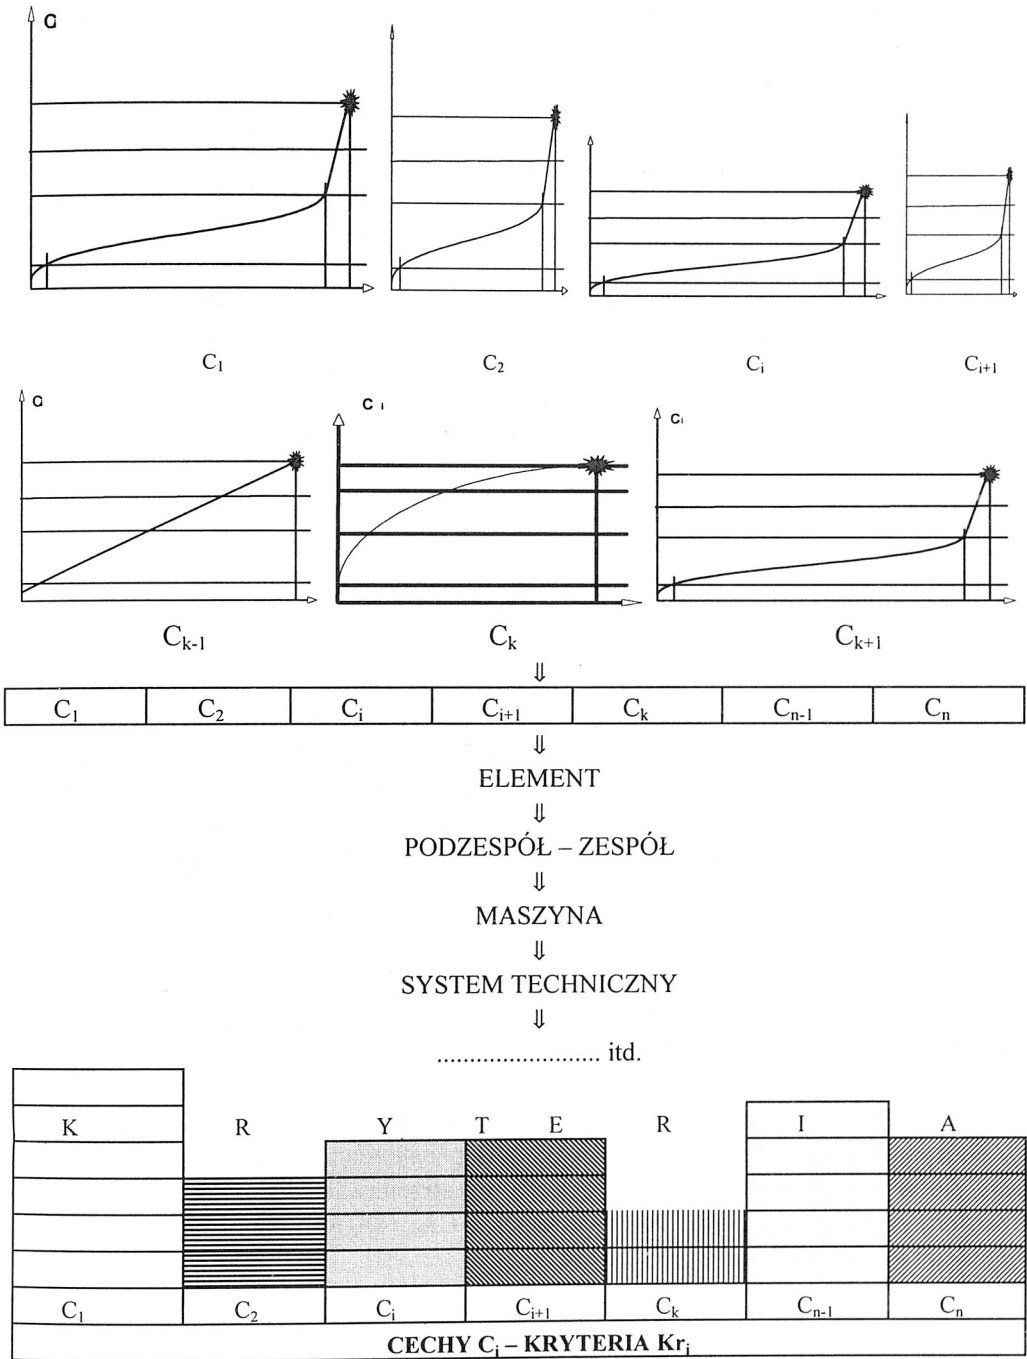 C₁ C₂ Cᵢ Cᵢ₊₁
C ᵢ Cᵢ
Cₖ₋₁ Cₖ Cₖ₊₁
⇓
C₁ C₂ Cᵢ Cᵢ₊₁ Cₖ Cₙ₋₁ Cₙ
⇓
ELEMENT
⇓
PODZESPÓŁ – ZESPÓŁ
⇓
MASZYNA
⇓
SYSTEM TECHNICZNY
⇓
......................... itd.
K R Y T E R I A
C₁ C₂ Cᵢ Cᵢ₊₁ Cₖ Cₙ₋₁ Cₙ
CECHY Cᵢ – KRYTERIA Krⱼ